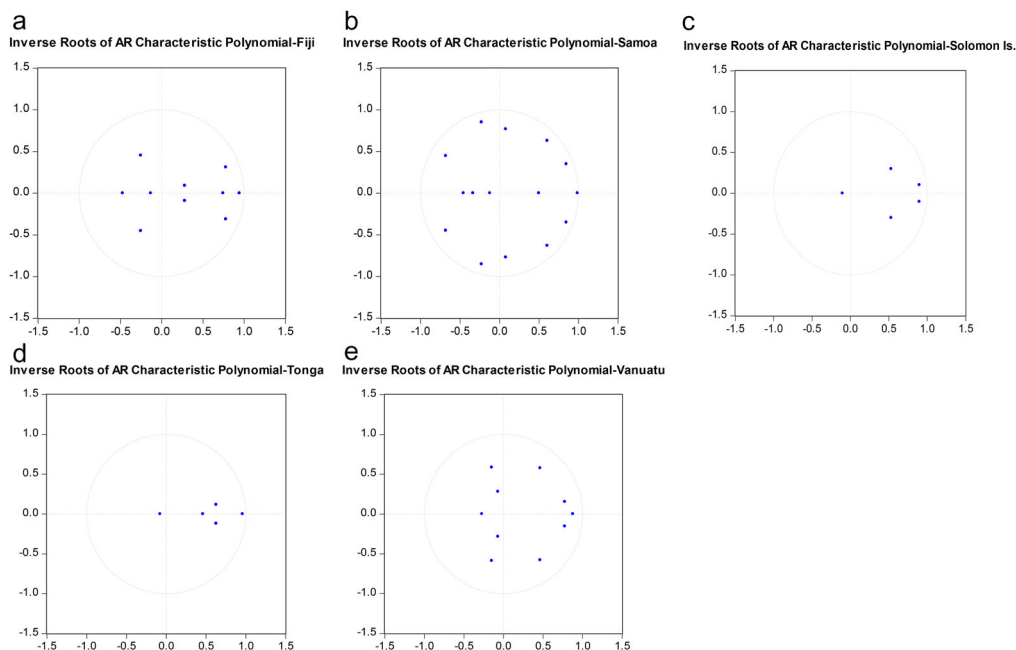 a
Inverse Roots of AR Characteristic Polynomial-Fiji
1.5
1.0
0.5
0.0
-0.5
-1.0
-1.5
-1.5 -1.0 -0.5 0.0 0.5 1.0 1.5
b
Inverse Roots of AR Characteristic Polynomial-Samoa
1.5
1.0
0.5
0.0
-0.5
-1.0
-1.5
-1.5 -1.0 -0.5 0.0 0.5 1.0 1.5
c
Inverse Roots of AR Characteristic Polynomial-Solomon Is.
1.5
1.0
0.5
0.0
-0.5
-1.0
-1.5
-1.5 -1.0 -0.5 0.0 0.5 1.0 1.5
d
Inverse Roots of AR Characteristic Polynomial-Tonga
1.5
1.0
0.5
0.0
-0.5
-1.0
-1.5
-1.5 -1.0 -0.5 0.0 0.5 1.0 1.5
e
Inverse Roots of AR Characteristic Polynomial-Vanuatu
1.5
1.0
0.5
0.0
-0.5
-1.0
-1.5
-1.5 -1.0 -0.5 0.0 0.5 1.0 1.5